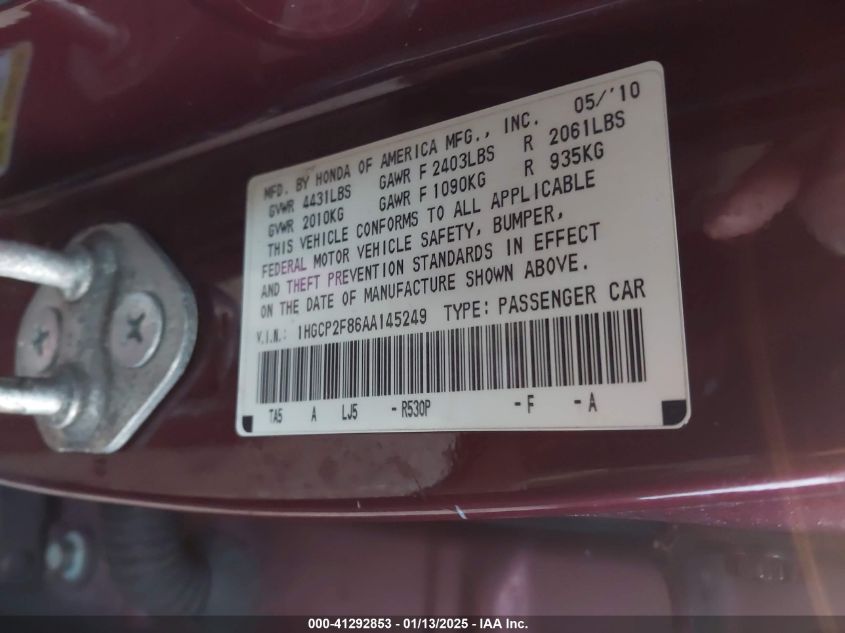 MFD. BY HONDA OF AMERICA MFG., INC. 05/'10
GVWR 4431LBS GAWR F 2403LBS R 2061LBS
GVWR 2010KG GAWR F 1090KG R 935KG
THIS VEHICLE CONFORMS TO ALL APPLICABLE
FEDERAL MOTOR VEHICLE SAFETY, BUMPER,
AND THEFT PREVENTION STANDARDS IN EFFECT
ON THE DATE OF MANUFACTURE SHOWN ABOVE.
V.I.N.: 1HGCP2F86AA145249 TYPE: PASSENGER CAR
TA5 A LJ5 - R530P - F - A
000-41292853 / 01/13/2025 - IAA Inc.